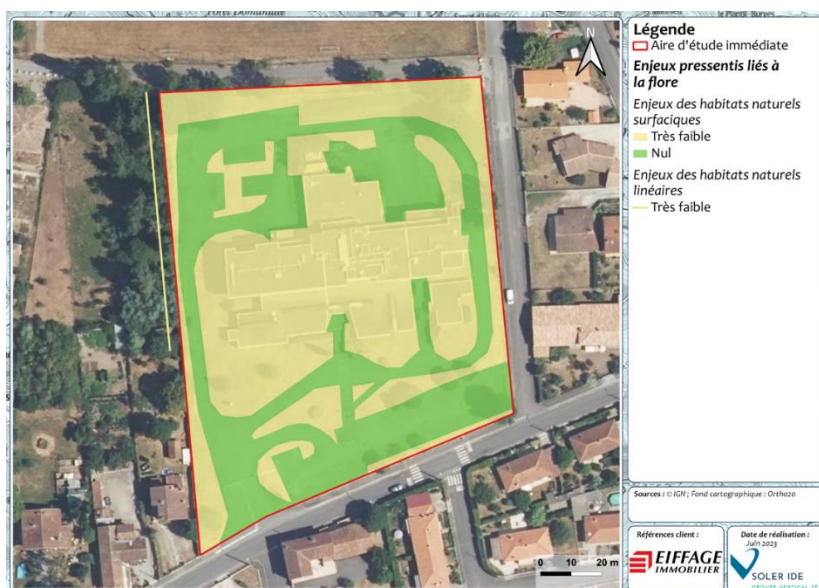 Légende
Aire d'étude immédiate
Enjeux pressentis liés à
la flore
Enjeux des habitats naturels
surfaciques
Très faible
Nul
Enjeux des habitats naturels
linéaires
Très faible
N
0 10 20 m
Sources : © IGN ; Fond cartographique : Ortho20
Références client :
EIFFAGE
IMMOBILIER
Date de réalisation :
Juin 2023
SOLER IDE